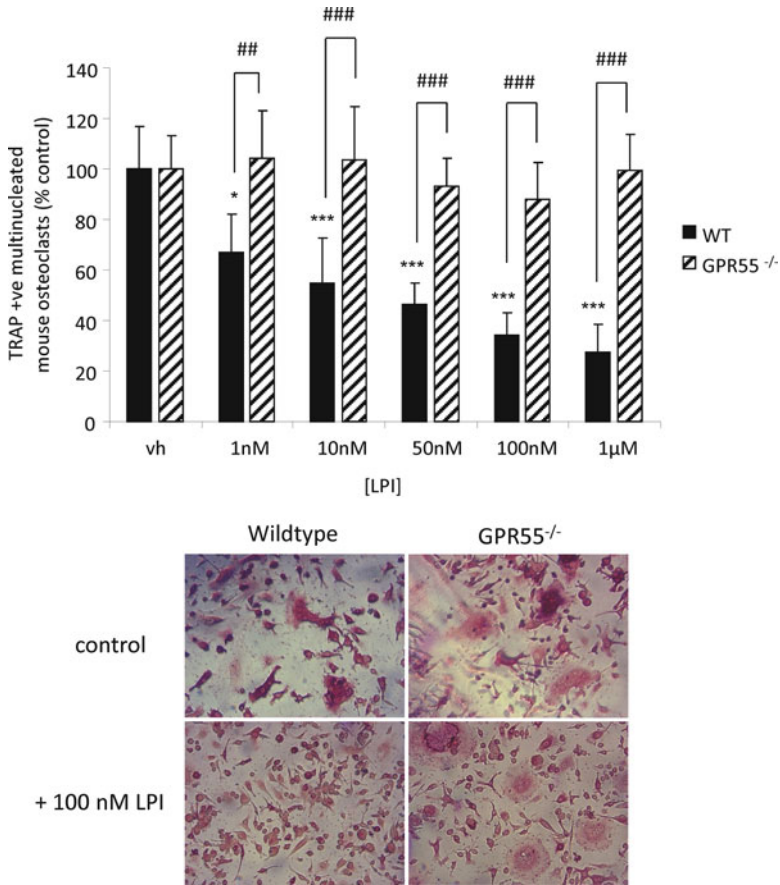 ###
##
###
###
###
140
120
100
80
60
40
20
0
TRAP +ve multinucleated
mouse osteoclasts (% control)
*
***
***
***
***
WT
GPR55 -/-
vh
1nM
10nM
50nM
100nM
1µM
[LPI]
Wildtype
GPR55-/-
control
+ 100 nM LPI